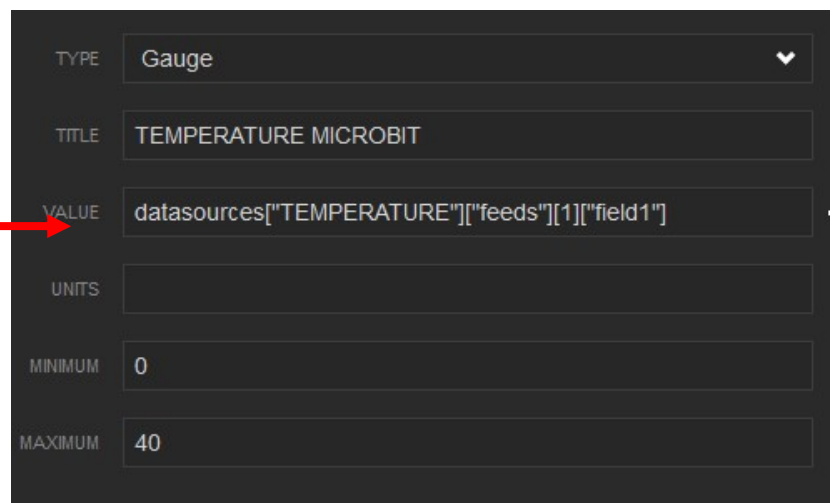 TYPE Gauge
TITLE TEMPERATURE MICROBIT
VALUE datasources["TEMPERATURE"]["feeds"][1]["field1"]
UNITS
MINIMUM 0
MAXIMUM 40